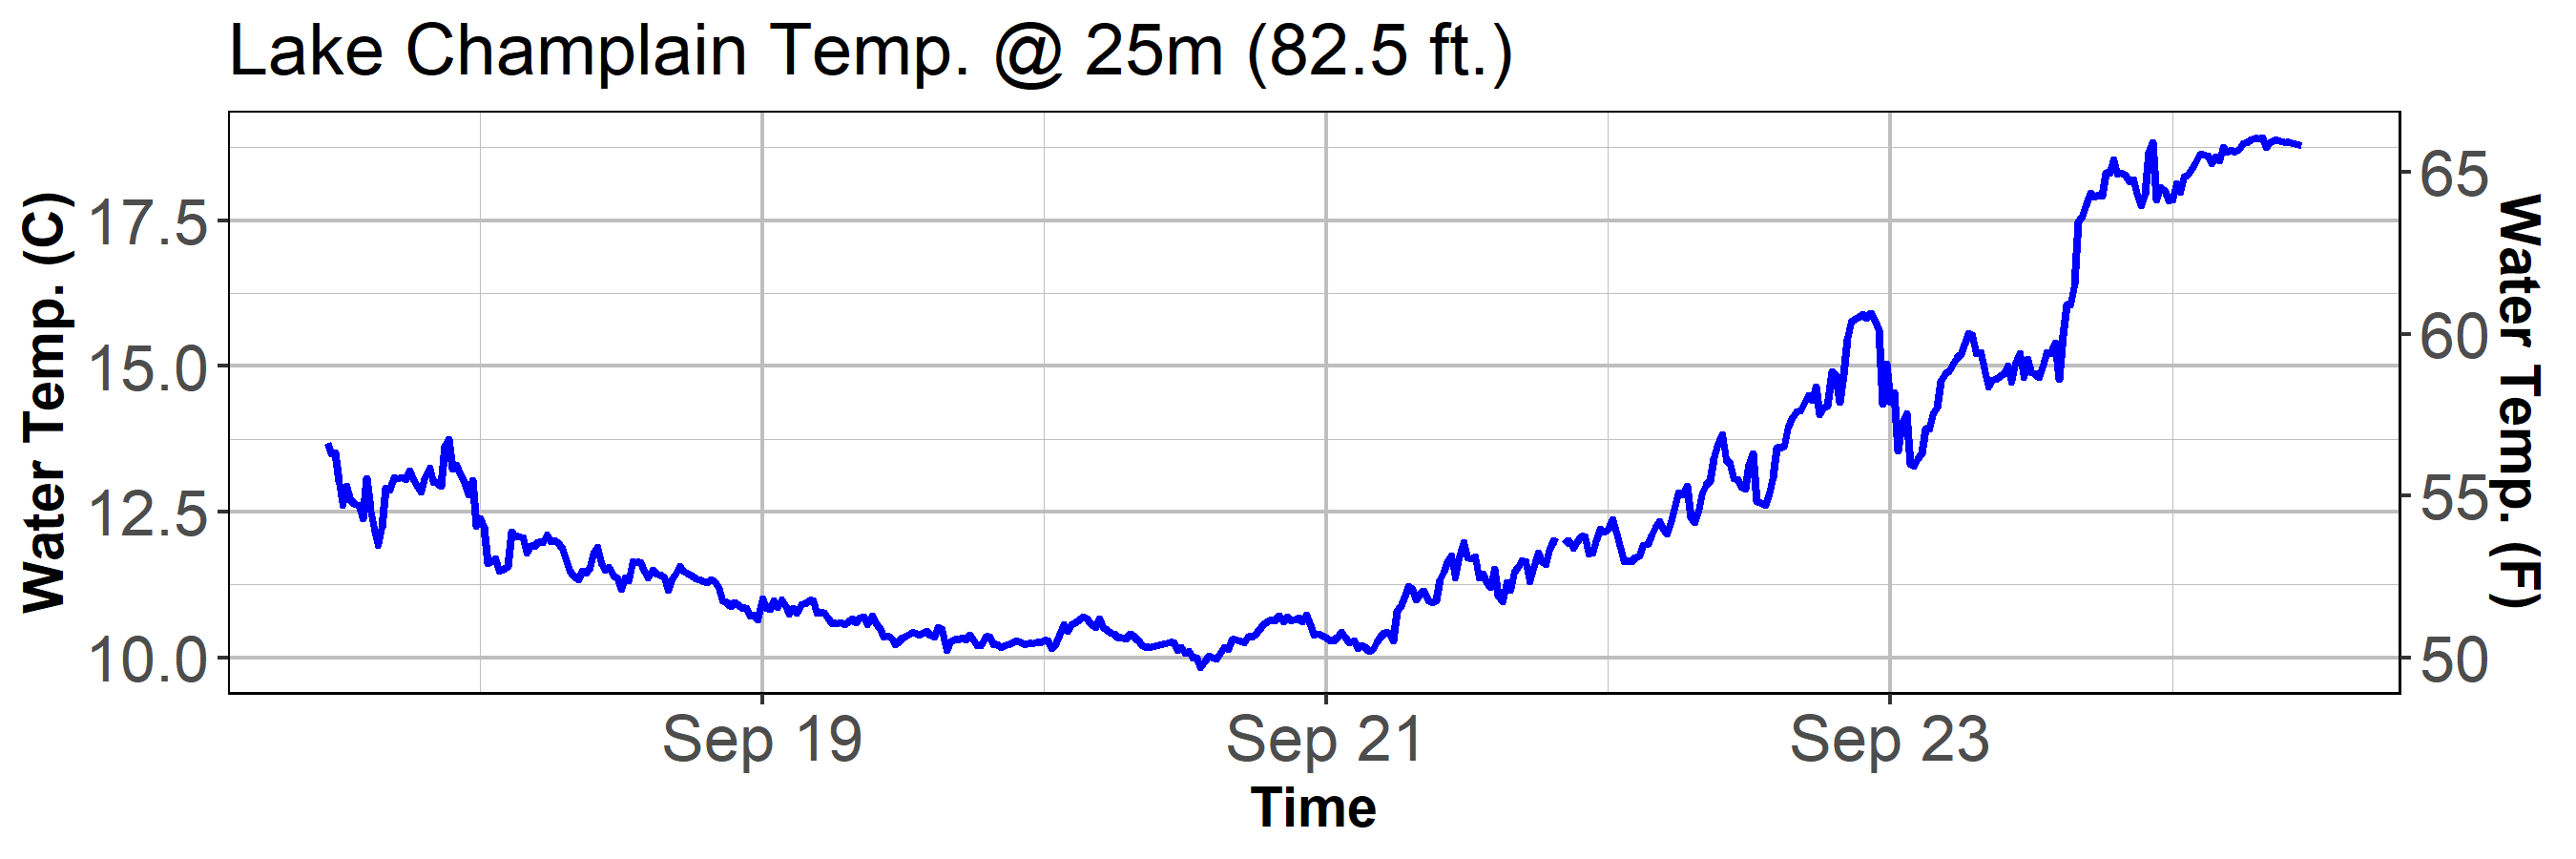 Lake Champlain Temp. @ 25m (82.5 ft.)
Water Temp. (C)
17.5
15.0
12.5
10.0
65
60
55
50
Water Temp. (F)
Sep 19
Sep 21
Sep 23
Time